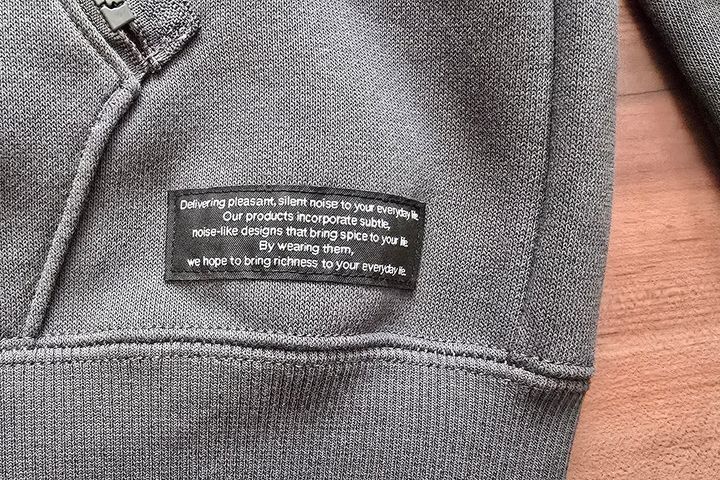 Delivering pleasant, silent noise to your everyday life.
Our products incorporate subtle,
noise-like designs that bring spice to your life.
By wearing them,
we hope to bring richness to your everyday life.